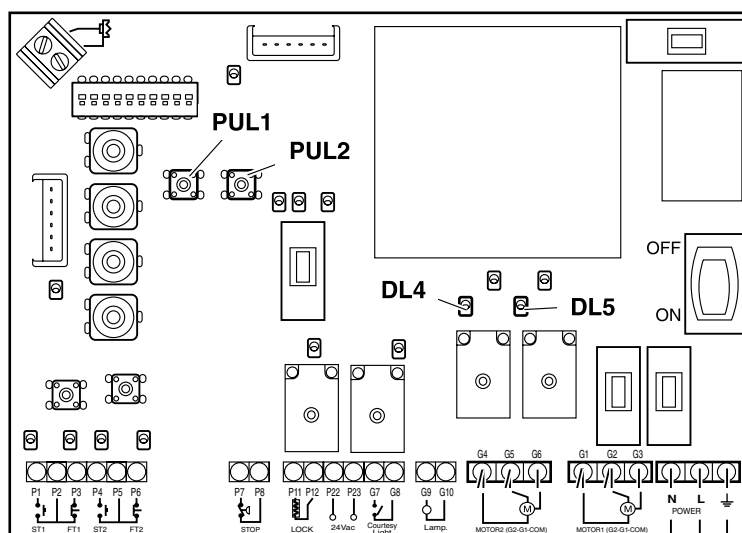 PUL1
PUL2
OFF
DL4
DL5
ON
G4 G5 G6
G1 G2 G3
P1 P2 P3 P4 P5 P6
P7 P8
P11 P12 P22 P23 G7 G8
G9 G10
N L
POWER
M
M
ST1 FT1 ST2 FT2
STOP
LOCK
24Vac
Courtesy
Light
Lamp.
MOTOR2 (G2-G1-COM)
MOTOR1 (G2-G1-COM)